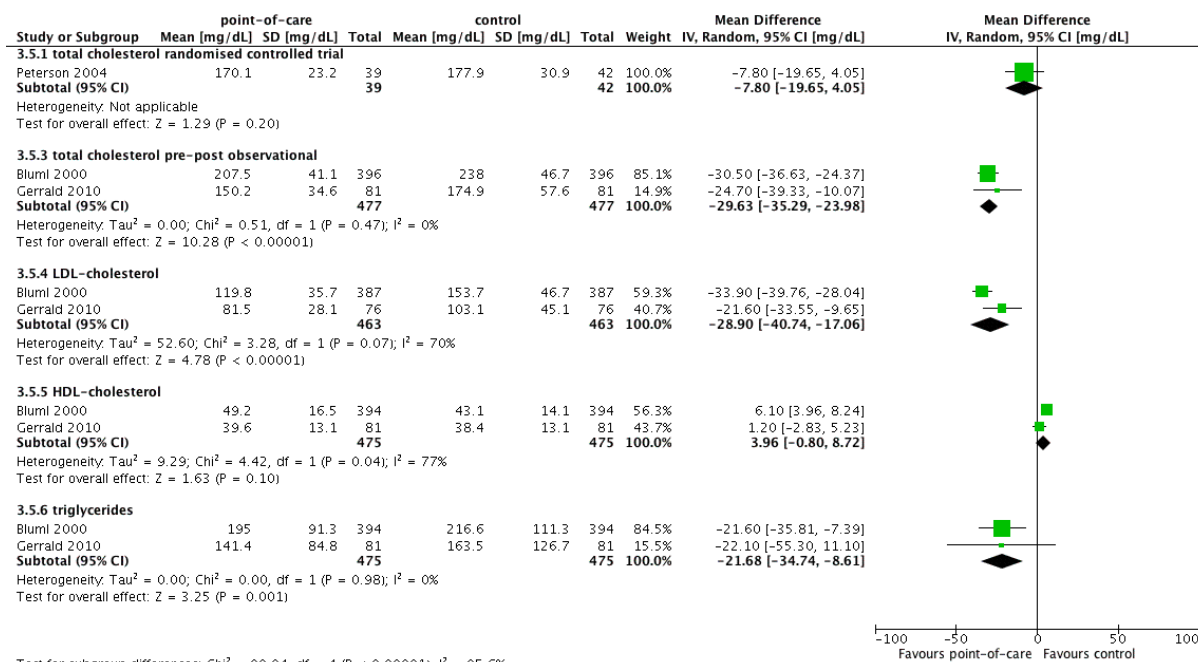 point-of-care control Mean Difference Mean Difference
Study or Subgroup Mean [mg/dL] SD [mg/dL] Total Mean [mg/dL] SD [mg/dL] Total Weight IV, Random, 95% CI [mg/dL] IV, Random, 95% CI [mg/dL]
3.5.1 total cholesterol randomised controlled trial
Peterson 2004 170.1 23.2 39 177.9 30.9 42 100.0% -7.80 [-19.65, 4.05]
Subtotal (95% CI) 39 42 100.0% -7.80 [-19.65, 4.05]
Heterogeneity: Not applicable
Test for overall effect: Z = 1.29 (P = 0.20)
3.5.3 total cholesterol pre-post observational
Bluml 2000 207.5 41.1 396 238 46.7 396 85.1% -30.50 [-36.63, -24.37]
Gerrald 2010 150.2 34.6 81 174.9 57.6 81 14.9% -24.70 [-39.33, -10.07]
Subtotal (95% CI) 477 477 100.0% -29.63 [-35.29, -23.98]
Heterogeneity: Tau² = 0.00; Chi² = 0.51, df = 1 (P = 0.47); I² = 0%
Test for overall effect: Z = 10.28 (P < 0.00001)
3.5.4 LDL-cholesterol
Bluml 2000 119.8 35.7 387 153.7 46.7 387 59.3% -33.90 [-39.76, -28.04]
Gerrald 2010 81.5 28.1 76 103.1 45.1 76 40.7% -21.60 [-33.55, -9.65]
Subtotal (95% CI) 463 463 100.0% -28.90 [-40.74, -17.06]
Heterogeneity: Tau² = 52.60; Chi² = 3.28, df = 1 (P = 0.07); I² = 70%
Test for overall effect: Z = 4.78 (P < 0.00001)
3.5.5 HDL-cholesterol
Bluml 2000 49.2 16.5 394 43.1 14.1 394 56.3% 6.10 [3.96, 8.24]
Gerrald 2010 39.6 13.1 81 38.4 13.1 81 43.7% 1.20 [-2.83, 5.23]
Subtotal (95% CI) 475 475 100.0% 3.96 [-0.80, 8.72]
Heterogeneity: Tau² = 9.29; Chi² = 4.42, df = 1 (P = 0.04); I² = 77%
Test for overall effect: Z = 1.63 (P = 0.10)
3.5.6 triglycerides
Bluml 2000 195 91.3 394 216.6 111.3 394 84.5% -21.60 [-35.81, -7.39]
Gerrald 2010 141.4 84.8 81 163.5 126.7 81 15.5% -22.10 [-55.30, 11.10]
Subtotal (95% CI) 475 475 100.0% -21.68 [-34.74, -8.61]
Heterogeneity: Tau² = 0.00; Chi² = 0.00, df = 1 (P = 0.98); I² = 0%
Test for overall effect: Z = 3.25 (P = 0.001)
-100 -50 0 50 100
Favours point-of-care Favours control
Test for subgroup differences: Chi²